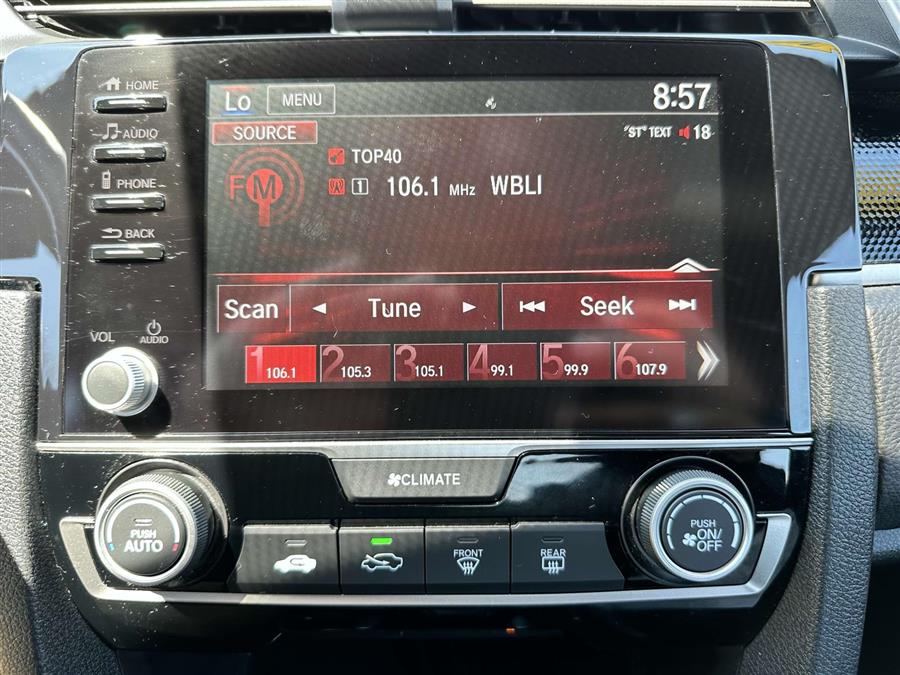 HOME
Lo MENU 8:57
AUDIO
SOURCE "ST" TEXT 18
TOP40
PHONE
FM 1 106.1 MHz WBLI
BACK
Scan Tune Seek
VOL AUDIO
1 106.1 2 105.3 3 105.1 4 99.1 5 99.9 6 107.9
CLIMATE
PUSH AUTO
FRONT
REAR
PUSH ON/OFF